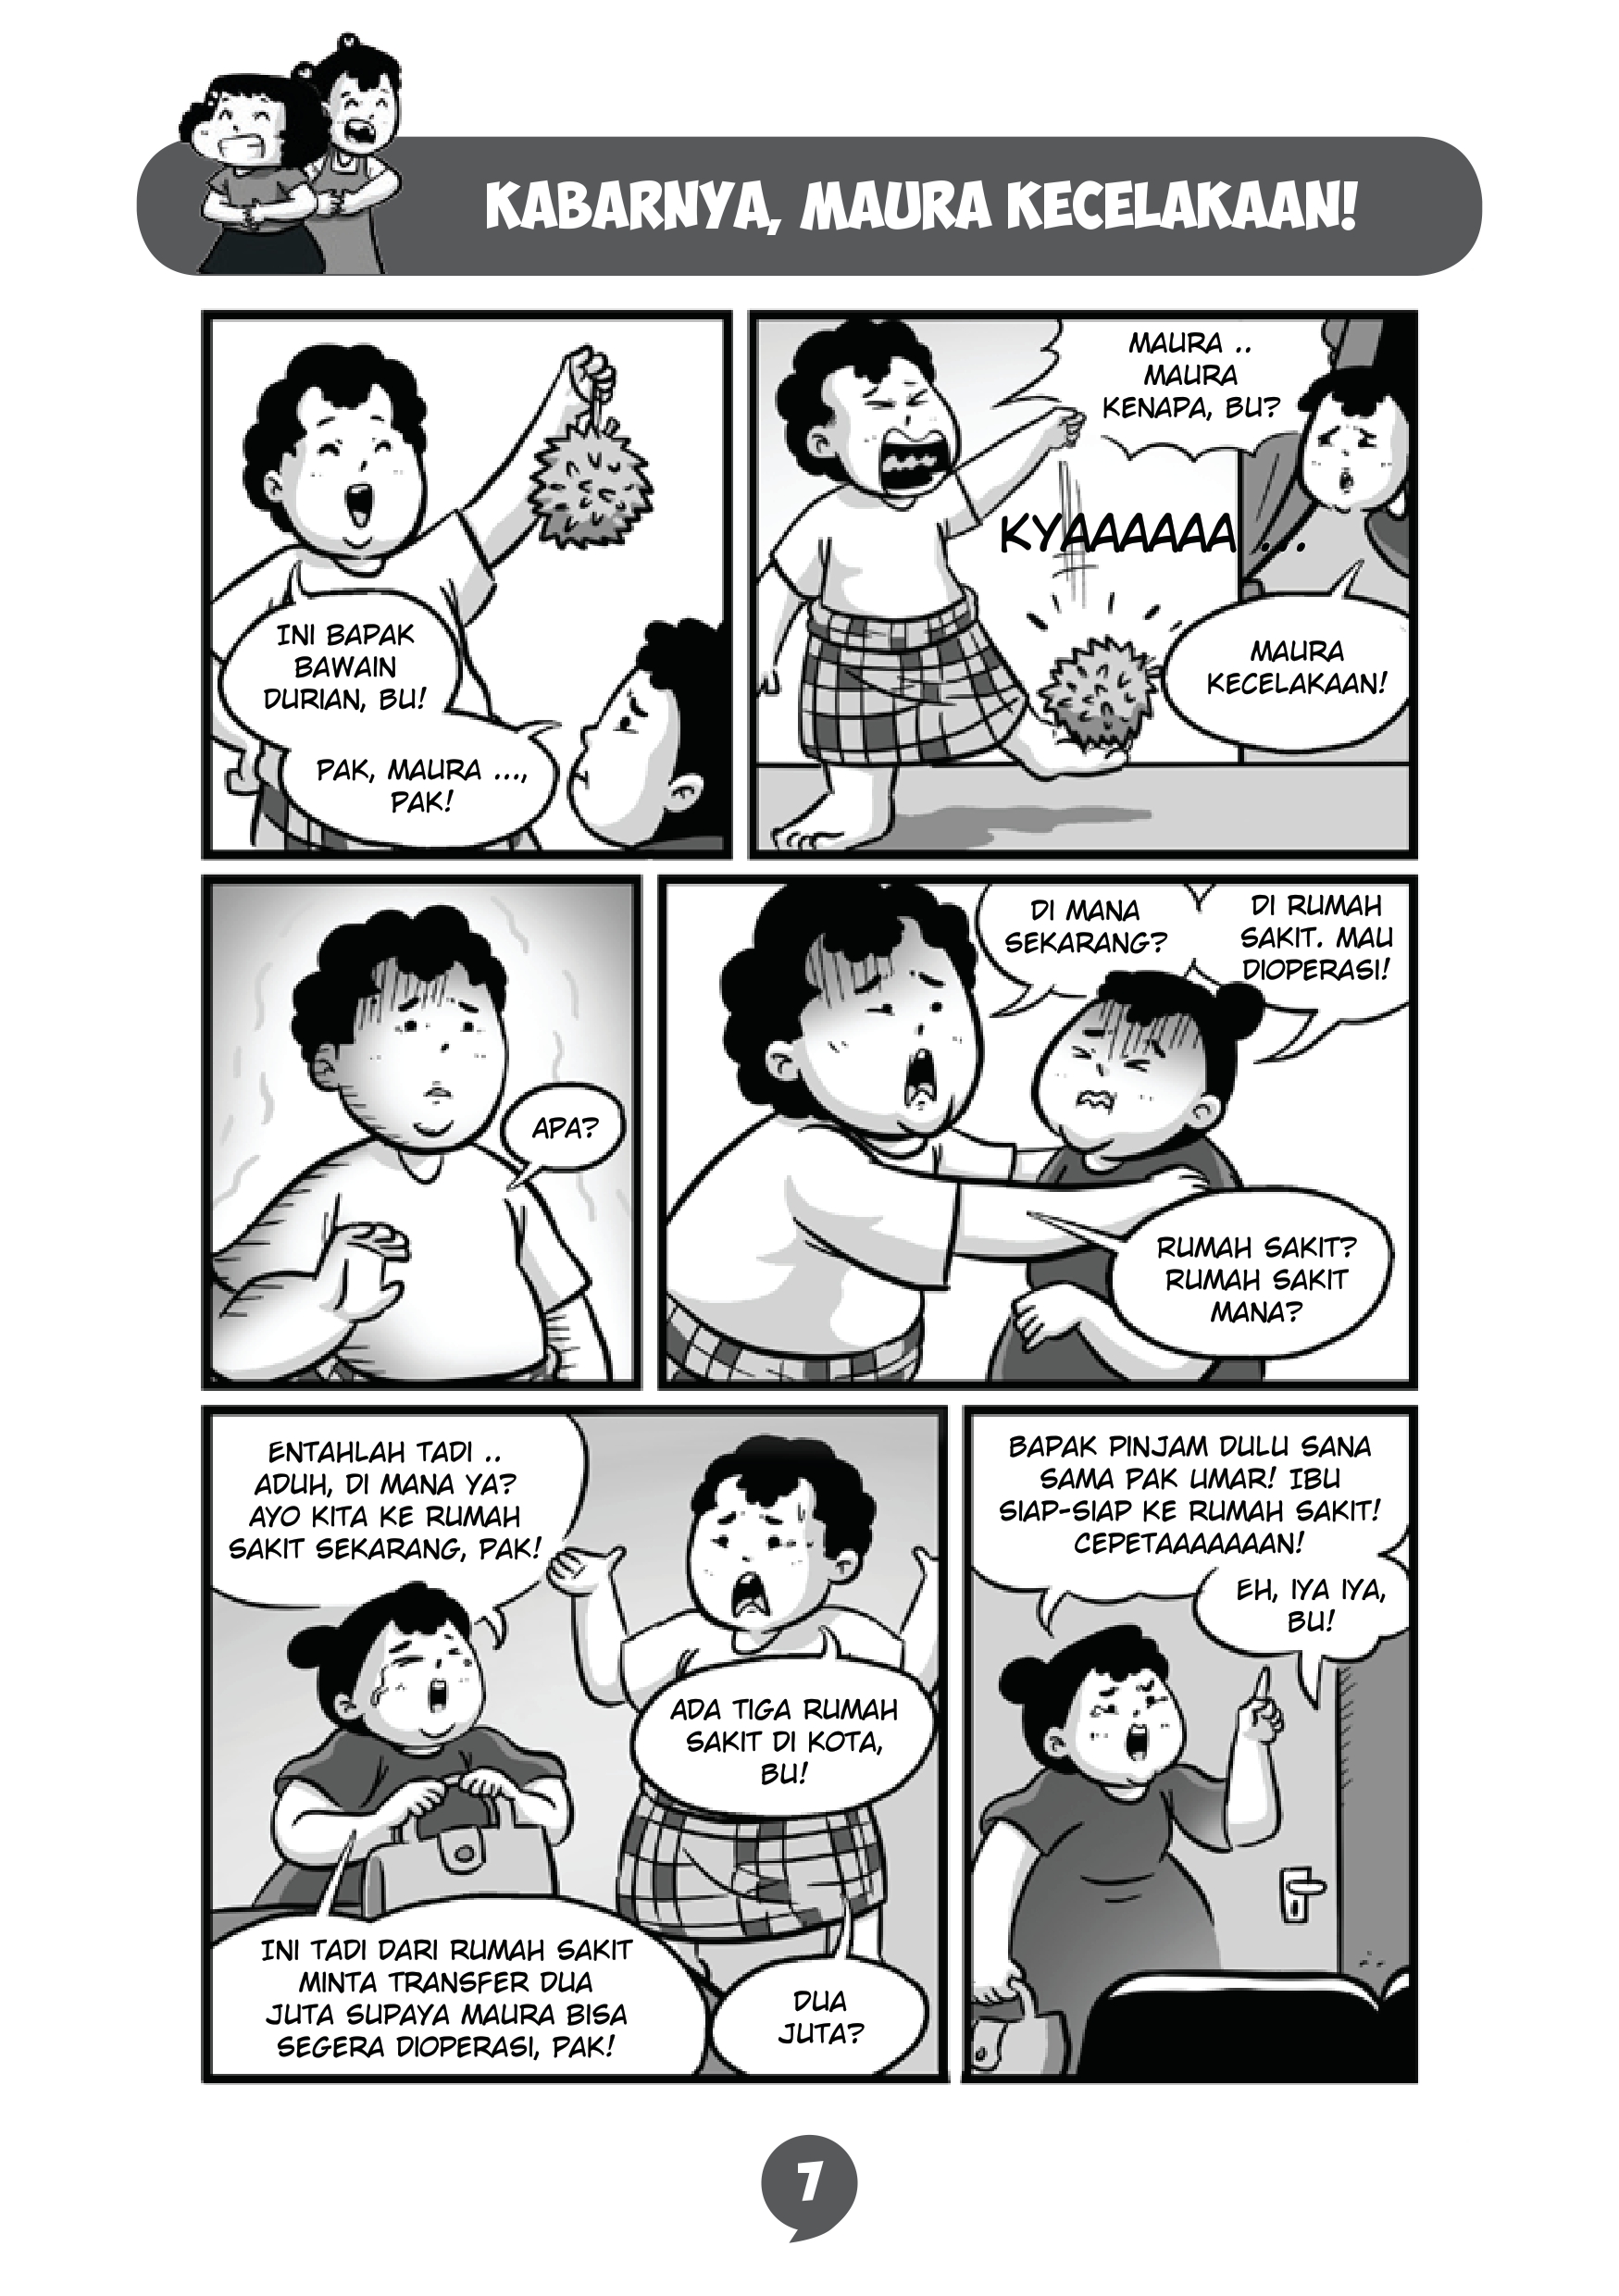 KABARNYA, MAURA KECELAKAAN!
INI BAPAK
BAWAIN
DURIAN, BU!
PAK, MAURA ...,
PAK!
MAURA ..
MAURA
KENAPA, BU?
KYAAAAAA ...
MAURA
KECELAKAAN!
APA?
DI MANA
SEKARANG?
DI RUMAH
SAKIT. MAU
DIOPERASI!
RUMAH SAKIT?
RUMAH SAKIT
MANA?
ENTAHLAH TADI ..
ADUH, DI MANA YA?
AYO KITA KE RUMAH
SAKIT SEKARANG, PAK!
ADA TIGA RUMAH
SAKIT DI KOTA,
BU!
INI TADI DARI RUMAH SAKIT
MINTA TRANSFER DUA
JUTA SUPAYA MAURA BISA
SEGERA DIOPERASI, PAK!
DUA
JUTA?
BAPAK PINJAM DULU SANA
SAMA PAK UMAR! IBU
SIAP-SIAP KE RUMAH SAKIT!
CEPETAAAAAAAN!
EH, IYA IYA,
BU!
7